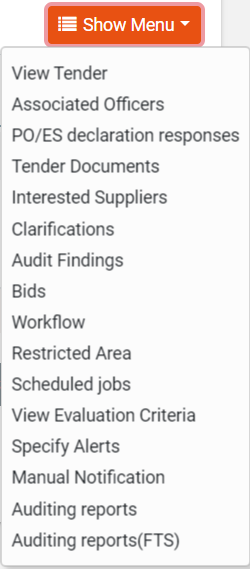 Show Menu
View Tender
Associated Officers
PO/ES declaration responses
Tender Documents
Interested Suppliers
Clarifications
Audit Findings
Bids
Workflow
Restricted Area
Scheduled jobs
View Evaluation Criteria
Specify Alerts
Manual Notification
Auditing reports
Auditing reports(FTS)